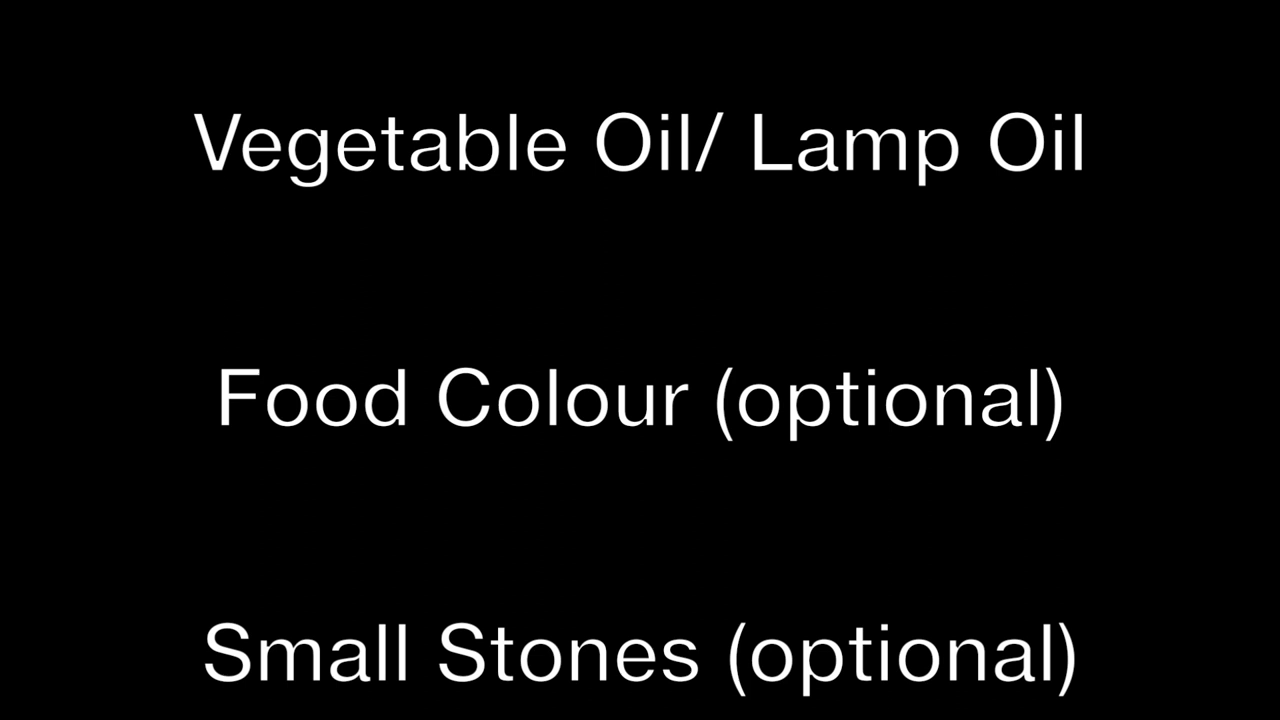 Vegetable Oil/ Lamp Oil
Food Colour (optional)
Small Stones (optional)